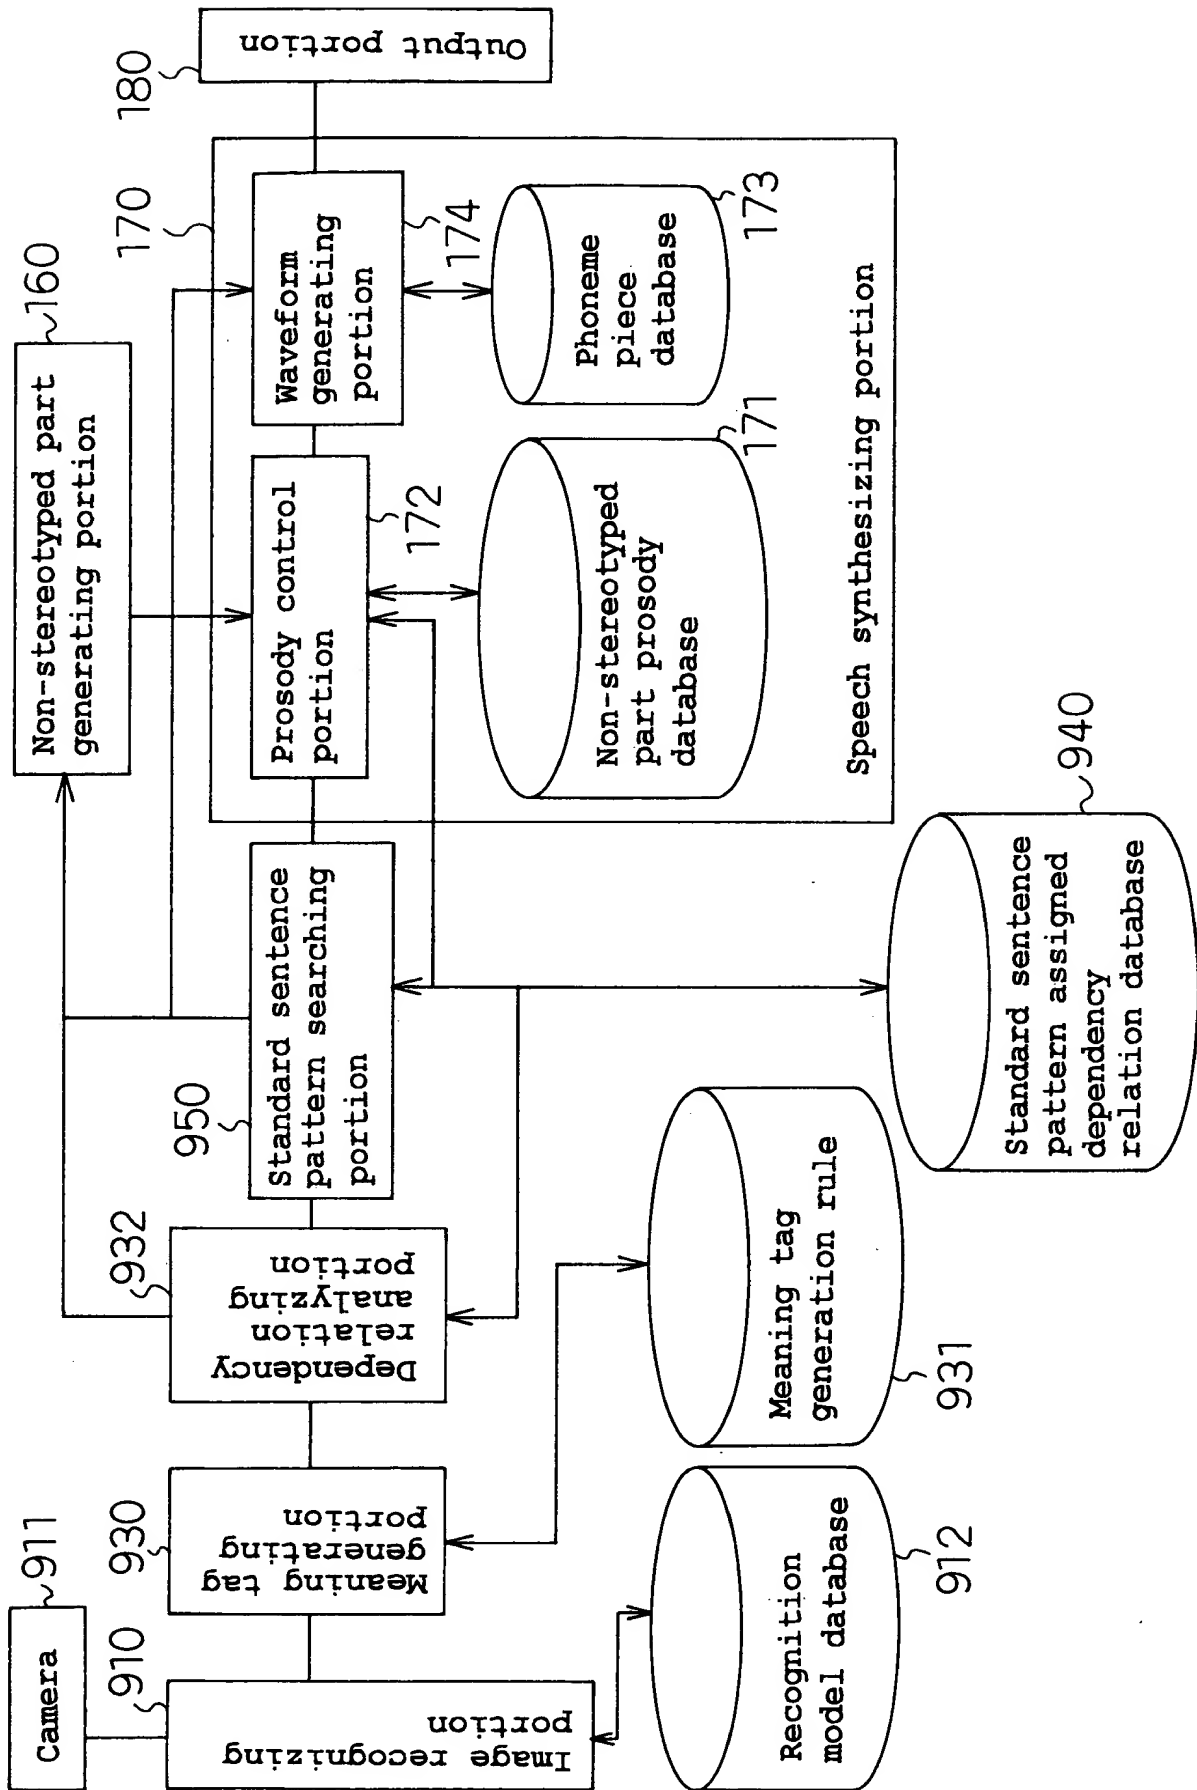 Camera
911
910
Image recognizing
portion
Recognition
model database
912
930
Meaning tag
generating
portion
Meaning tag
generation rule
931
932
Dependency
relation
analyzing
portion
950
Standard sentence
pattern searching
portion
Standard sentence
pattern assigned
dependency
relation database
940
Non-stereotyped part
generating portion
160
170
Prosody control
portion
172
Non-stereotyped
part prosody
database
171
Waveform
generating
portion
174
Phoneme
piece
database
173
Speech synthesizing portion
180
Output portion